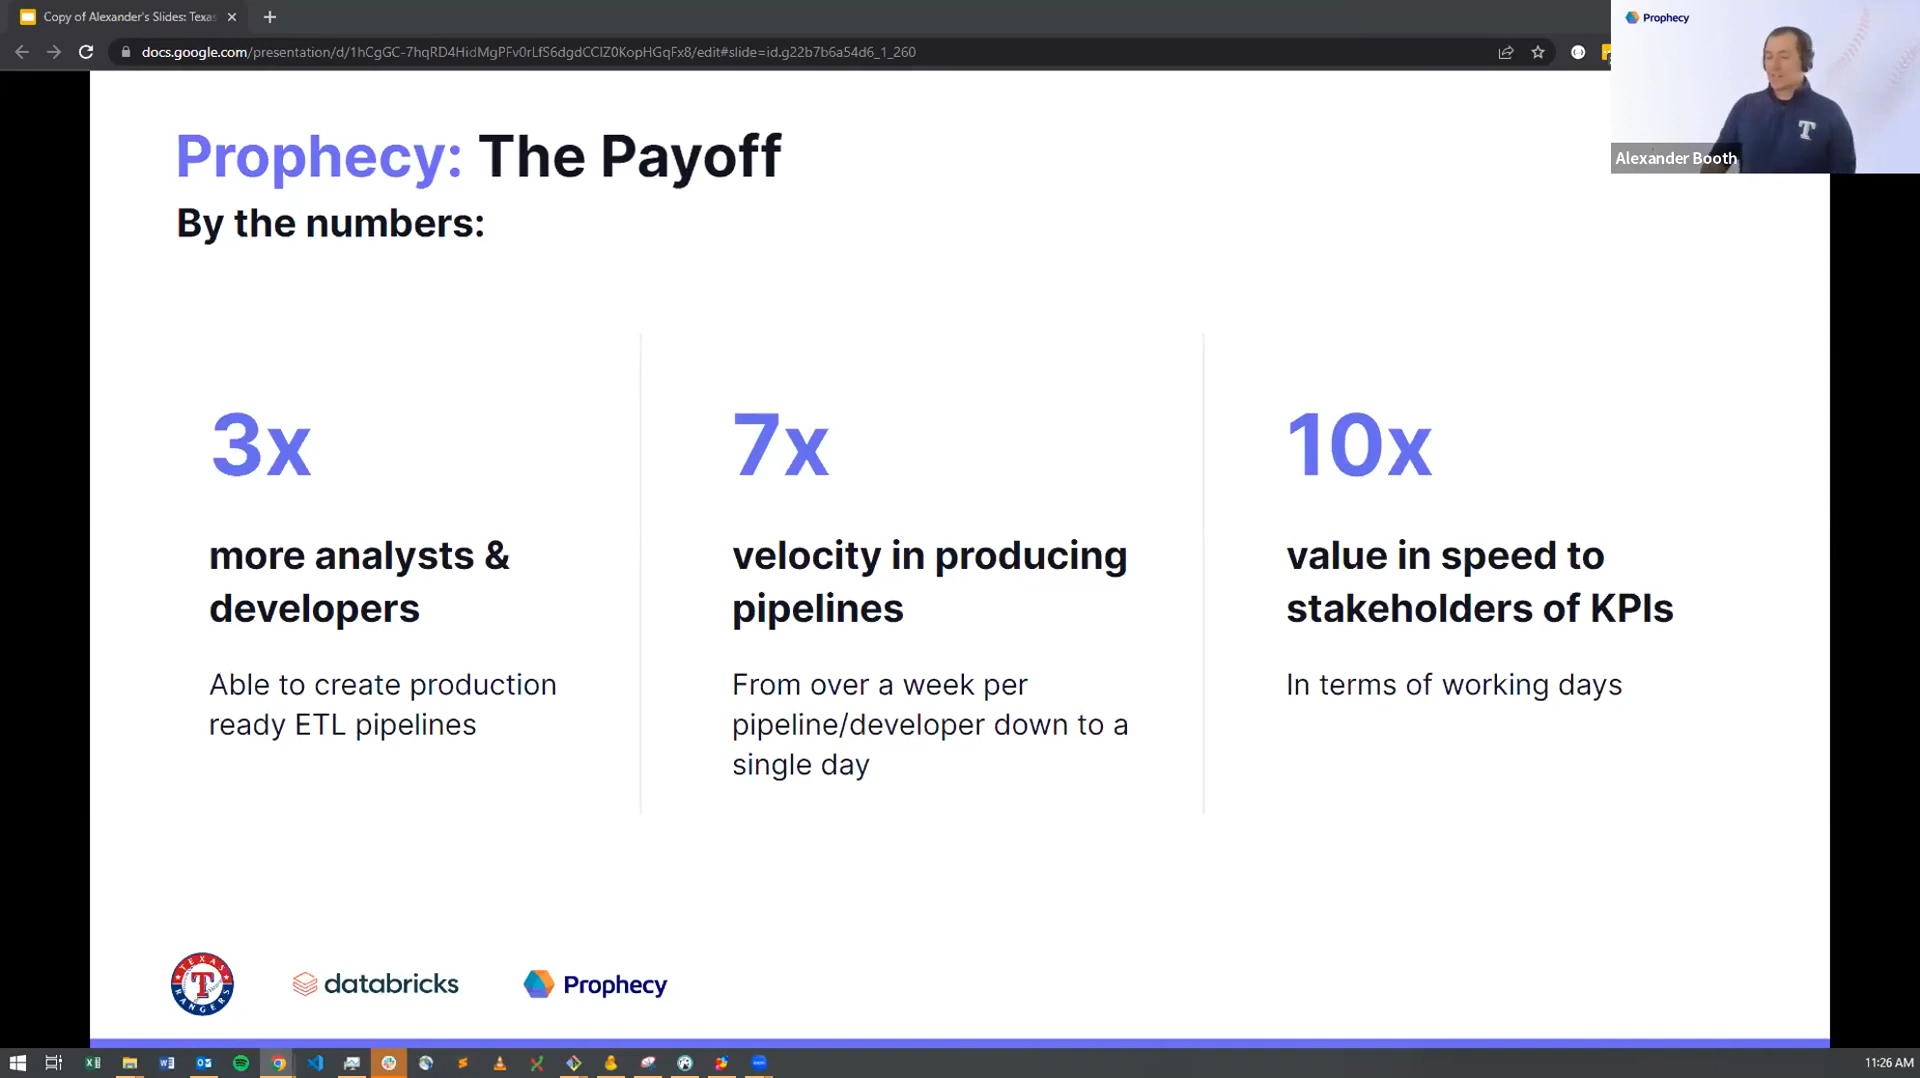 Copy of Alexander's Slides: Texas
docs.google.com/presentation/d/1hCgGC-7hqRD4HidMgPFv0rLfS6dgdCClZ0KopHGqFx8/edit#slide=id.g22b7b6a54d6_1_260
Prophecy
T
Alexander Booth
Prophecy: The Payoff
By the numbers:
3x
more analysts &
developers
Able to create production
ready ETL pipelines
7x
velocity in producing
pipelines
From over a week per
pipeline/developer down to a
single day
10x
value in speed to
stakeholders of KPIs
In terms of working days
TEXAS
T
RANGERS
databricks
Prophecy
11:26 AM